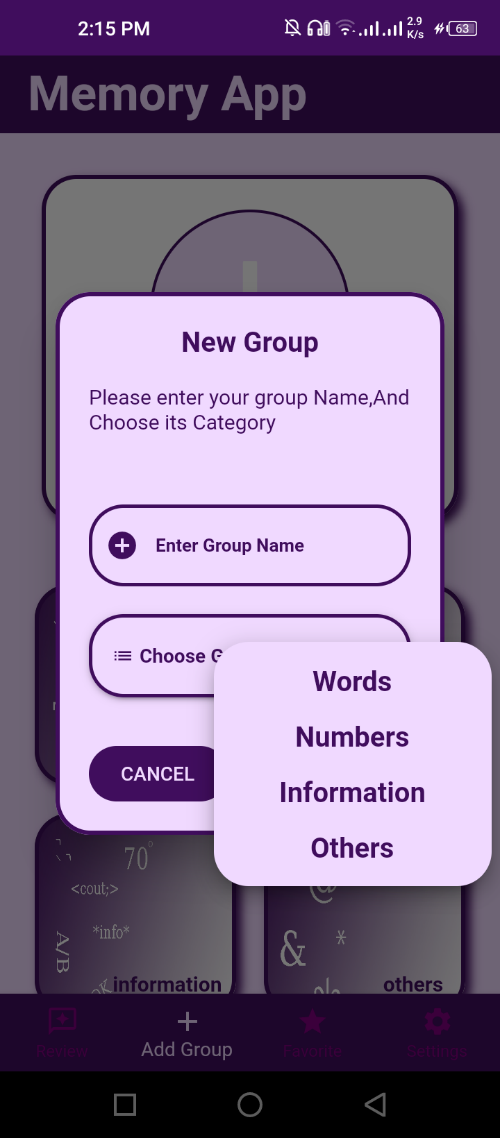 2:15 PM
2.9
K/s
63
Memory App
New Group
Please enter your group Name,And
Choose its Category
Enter Group Name
Choose G
Words
Numbers
Information
Others
CANCEL
70°
<cout;>
*info*
A/B
OK
information
@
&
*
%
others
Review
Add Group
Favorite
Settings